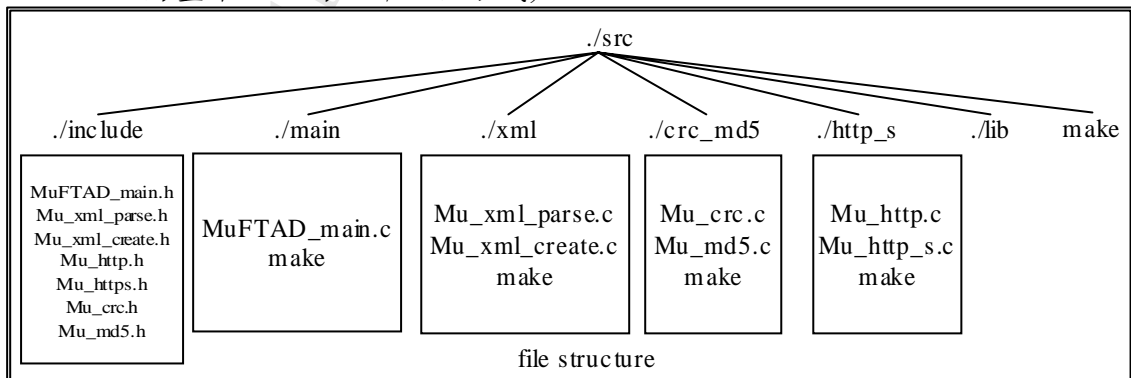 ./src
./include ./main ./xml ./crc_md5 ./http_s ./lib make
MuFTAD_main.h
Mu_xml_parse.h
Mu_xml_create.h
Mu_http.h
Mu_https.h
Mu_crc.h
Mu_md5.h
MuFTAD_main.c
make
Mu_xml_parse.c
Mu_xml_create.c
make
Mu_crc.c
Mu_md5.c
make
Mu_http.c
Mu_http_s.c
make
file structure